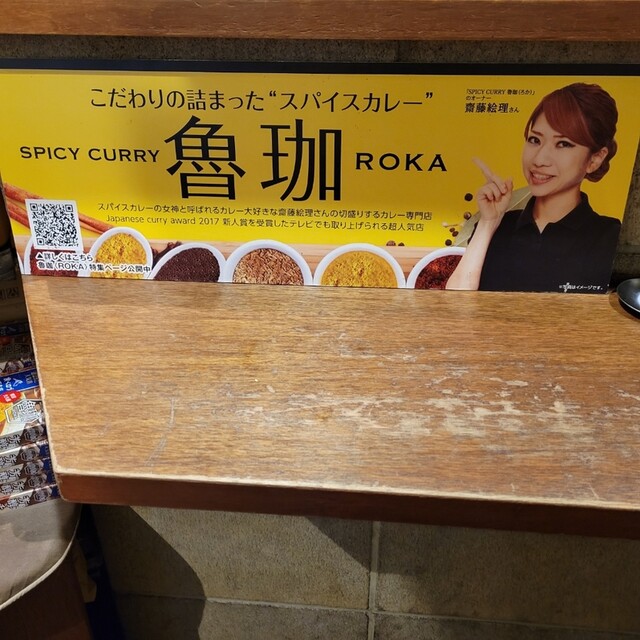 こだわりの詰まった“スパイスカレー”
SPICY CURRY 魯珈 ROKA
スパイスカレーの女神と呼ばれるカレー大好きな齋藤絵理さんの切盛りするカレー専門店
Japanese curry award 2017 新人賞を受賞したテレビでも取り上げられる超人気店
▲詳しくはこちら
魯珈(ROKA)特集ページ公開中
「SPICY CURRY 魯珈(ろか)」
のオーナー
齋藤絵理さん
※写真はイメージです。